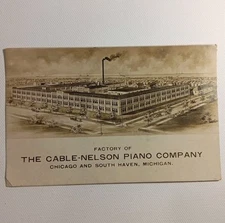 FACTORY OF
THE CABLE-NELSON PIANO COMPANY
CHICAGO AND SOUTH HAVEN, MICHIGAN.